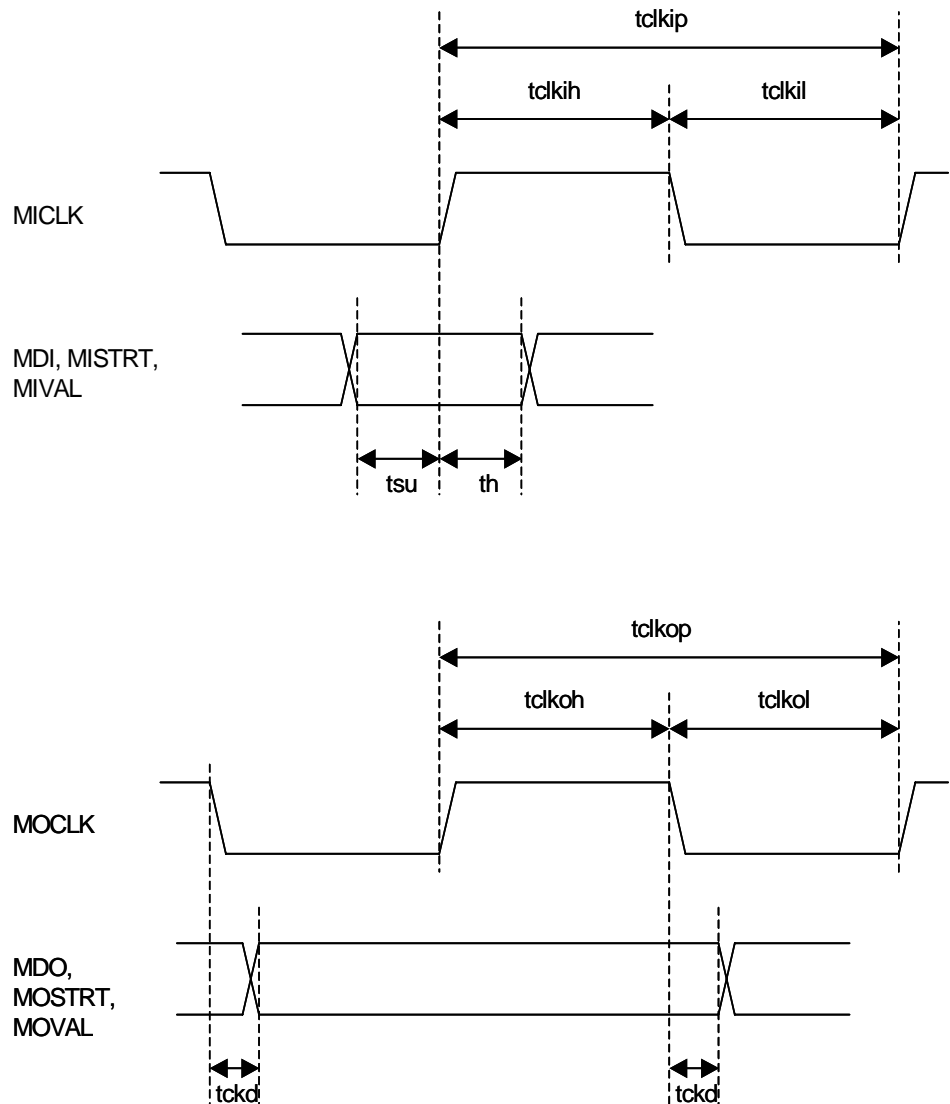 tclkip
tclkih tclkil
MICLK
MDI, MISTRT,
MIVAL
tsu th
tclkop
tclkoh tclkol
MOCLK
MDO,
MOSTRT,
MOVAL
tckd tckd